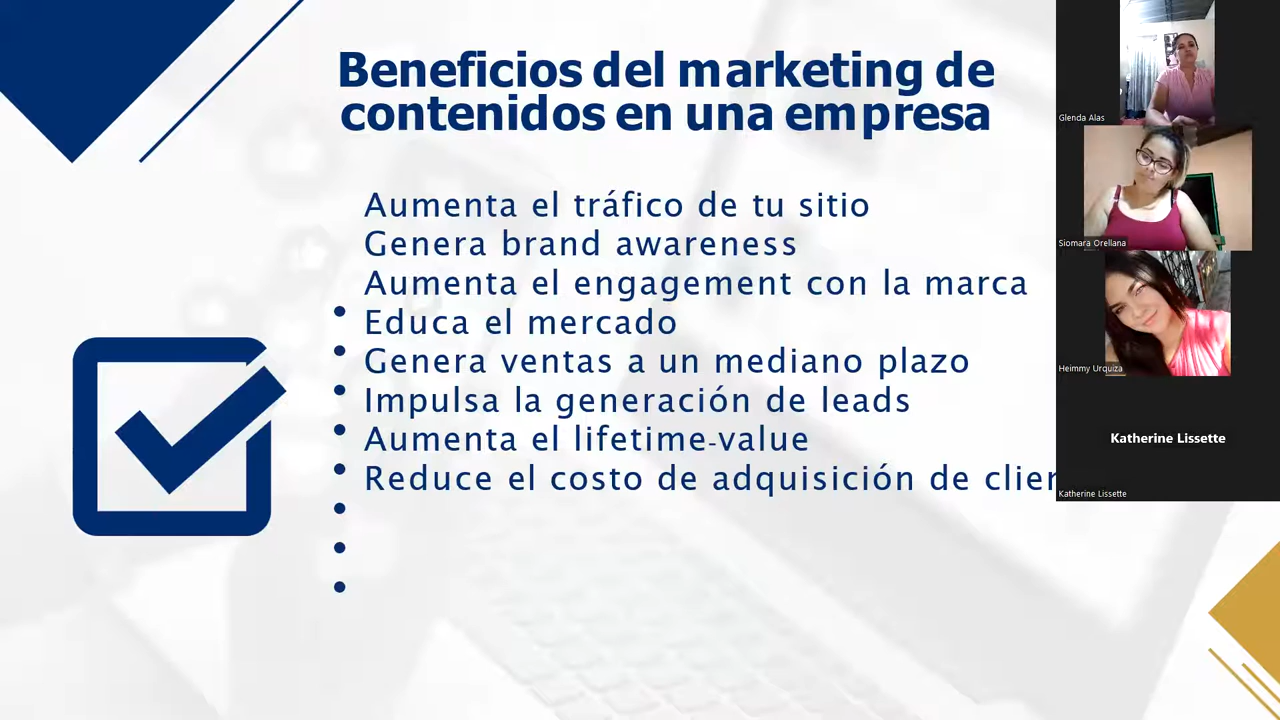 Beneficios del marketing de
contenidos en una empresa
Aumenta el tráfico de tu sitio
Genera brand awareness
Aumenta el engagement con la marca
Educa el mercado
Genera ventas a un mediano plazo
Impulsa la generación de leads
Aumenta el lifetime-value
Reduce el costo de adquisición de
Glenda Alas
Siomara Orellana
Heimmy Urquiza
Katherine Lissette
Katherine Lissette